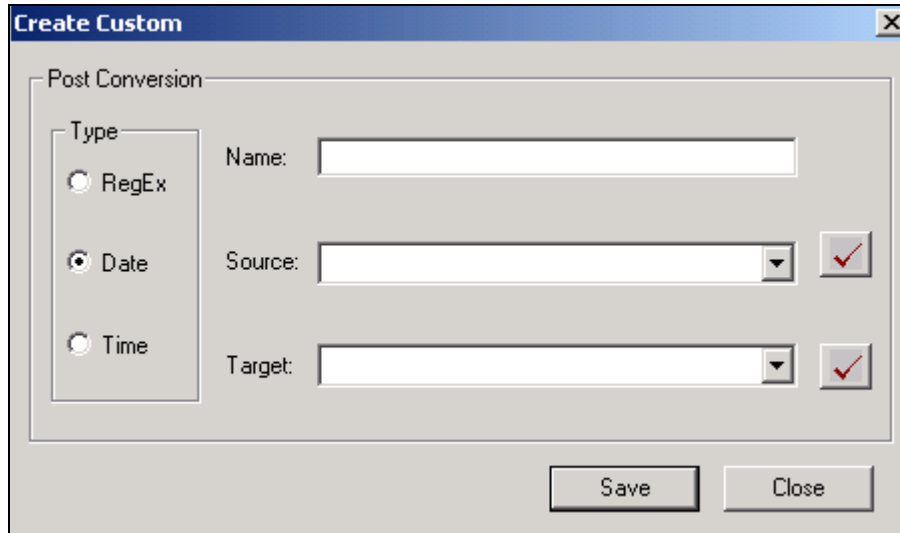 Create Custom
Post Conversion
Type
RegEx
Date
Time
Name:
Source:
Target:
Save
Close